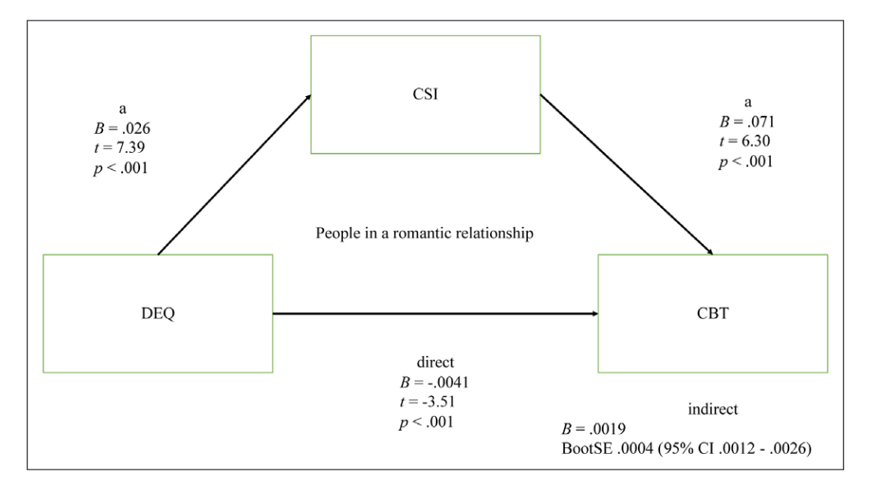 CSI
a
B = .026
t = 7.39
p < .001
a
B = .071
t = 6.30
p < .001
People in a romantic relationship
DEQ
CBT
direct
B = -.0041
t = -3.51
p < .001
indirect
B = .0019
BootSE .0004 (95% CI .0012 - .0026)